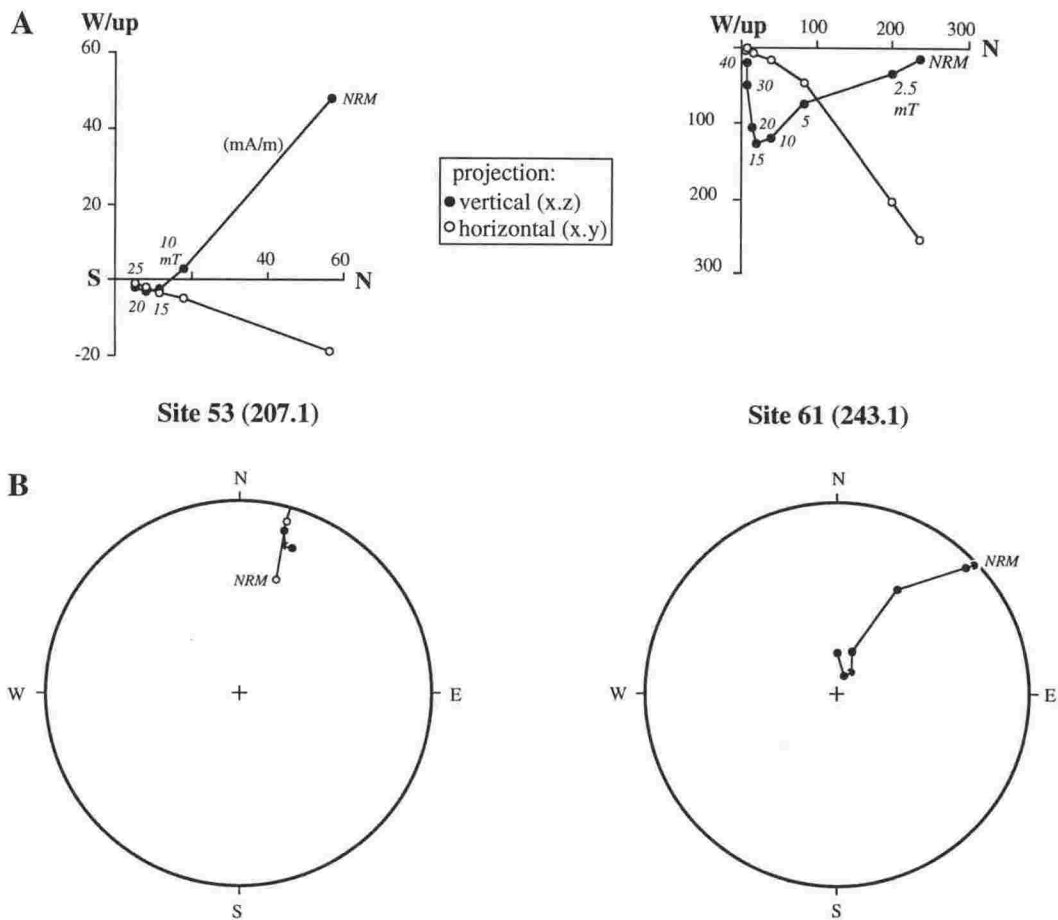 A
W/up
60
40
20
-20
S
N
40
60
NRM
(mA/m)
10
mT
25
20
15
projection:
vertical (x.z)
horizontal (x.y)
W/up
100
200
300
N
NRM
2.5
mT
5
10
15
20
30
40
100
200
300
Site 53 (207.1)
Site 61 (243.1)
B
N
NRM
W
E
S
N
NRM
W
E
S